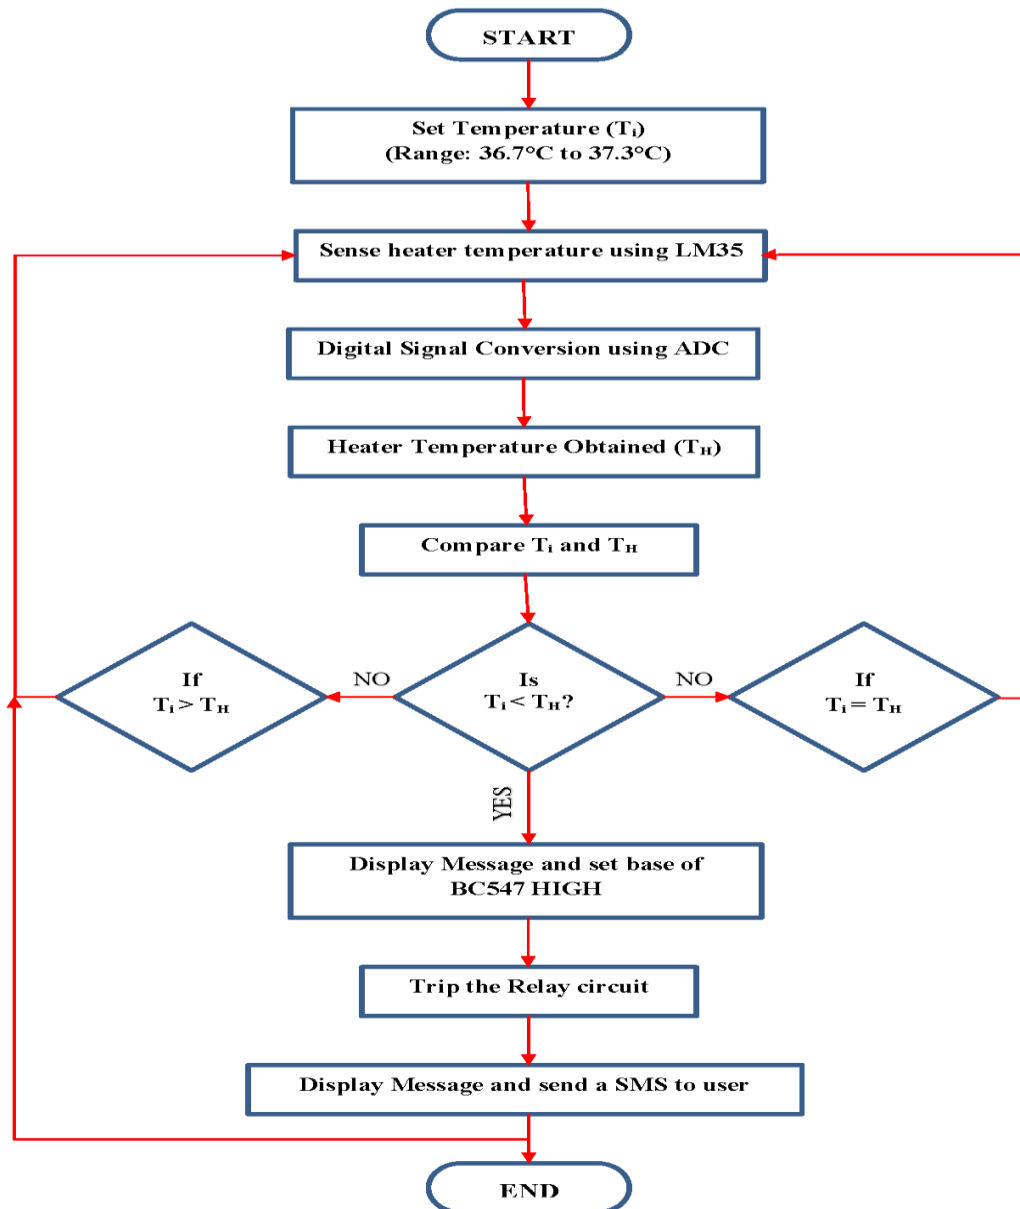 START
Set Temperature (Tᵢ)
(Range: 36.7°C to 37.3°C)
Sense heater temperature using LM35
Digital Signal Conversion using ADC
Heater Temperature Obtained (Tʜ)
Compare Tᵢ and Tʜ
If
Tᵢ > Tʜ
NO
Is
Tᵢ < Tʜ?
NO
If
Tᵢ = Tʜ
YES
Display Message and set base of
BC547 HIGH
Trip the Relay circuit
Display Message and send a SMS to user
END